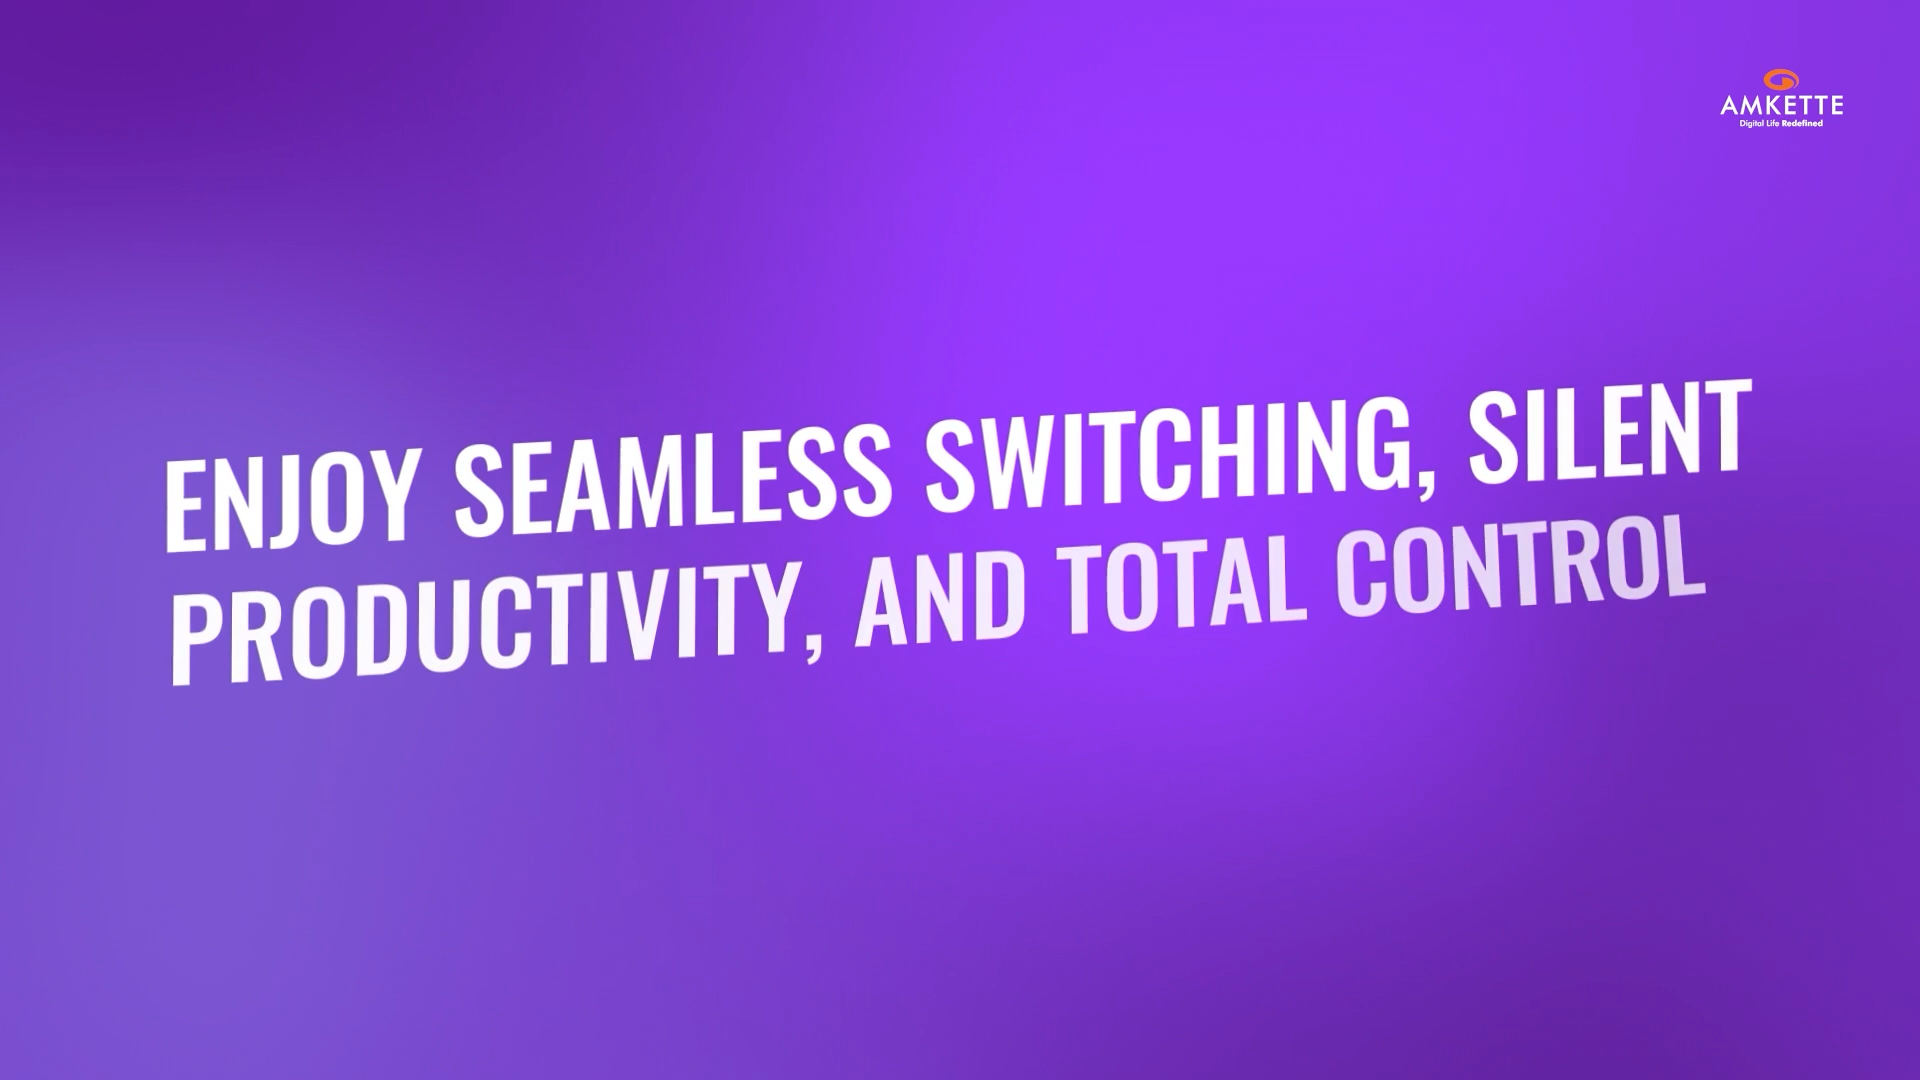 AMKETTE
Digital Life Redefined
ENJOY SEAMLESS SWITCHING, SILENT
PRODUCTIVITY, AND TOTAL CONTROL